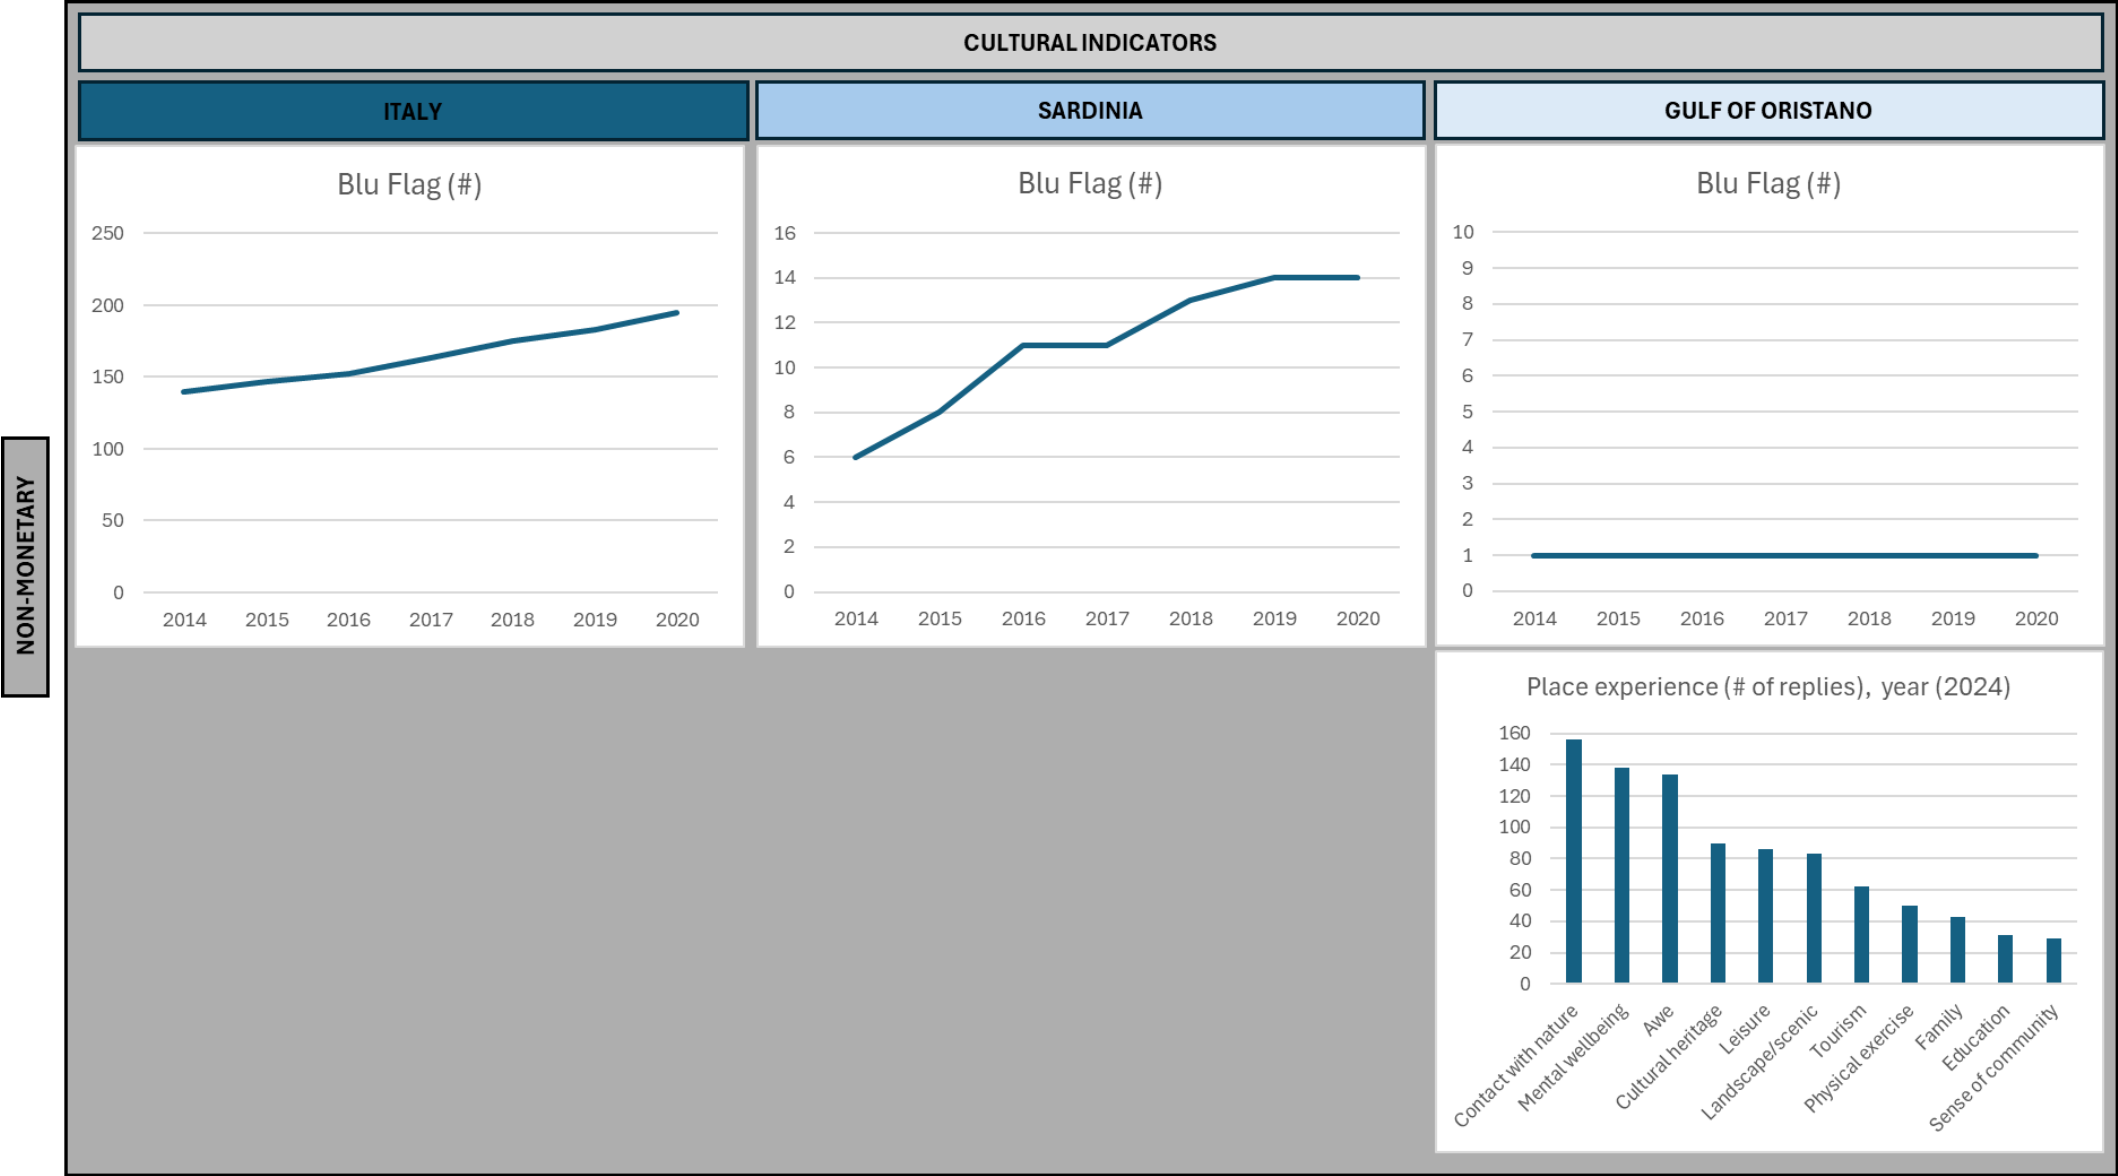 CULTURAL INDICATORS
ITALY
SARDINIA
GULF OF ORISTANO
NON-MONETARY
Blu Flag (#)
250
200
150
100
50
0
2014 2015 2016 2017 2018 2019 2020
Blu Flag (#)
16
14
12
10
8
6
4
2
0
2014 2015 2016 2017 2018 2019 2020
Blu Flag (#)
10
9
8
7
6
5
4
3
2
1
0
2014 2015 2016 2017 2018 2019 2020
Place experience (# of replies), year (2024)
160
140
120
100
80
60
40
20
0
Contact with nature
Mental wellbeing
Awe
Cultural heritage
Leisure
Landscape/scenic
Tourism
Physical exercise
Family
Education
Sense of community